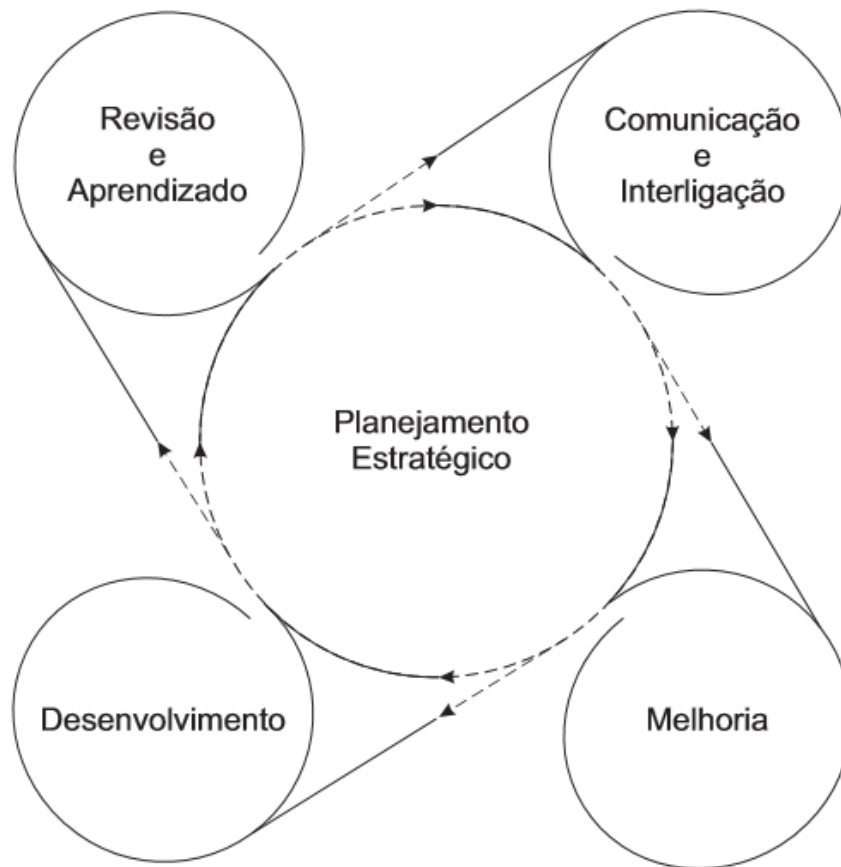 Revisão
e
Aprendizado
Comunicação
e
Interligação
Planejamento
Estratégico
Desenvolvimento
Melhoria